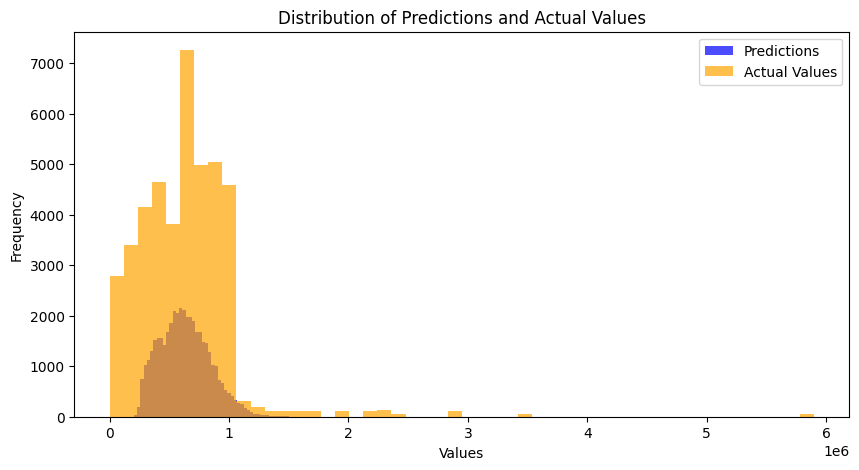 Distribution of Predictions and Actual Values
Predictions
Actual Values
7000
6000
5000
4000
3000
2000
1000
0
Frequency
0 1 2 3 4 5 6
1e6
Values